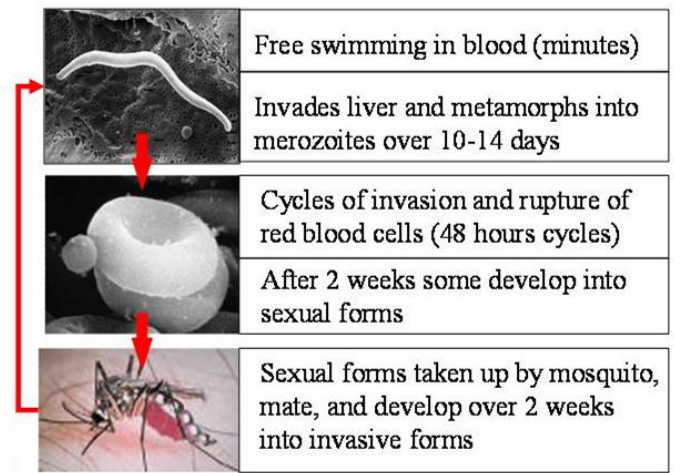 Free swimming in blood (minutes)
Invades liver and metamorphs into
merozoites over 10-14 days
Cycles of invasion and rupture of
red blood cells (48 hours cycles)
After 2 weeks some develop into
sexual forms
Sexual forms taken up by mosquito,
mate, and develop over 2 weeks
into invasive forms